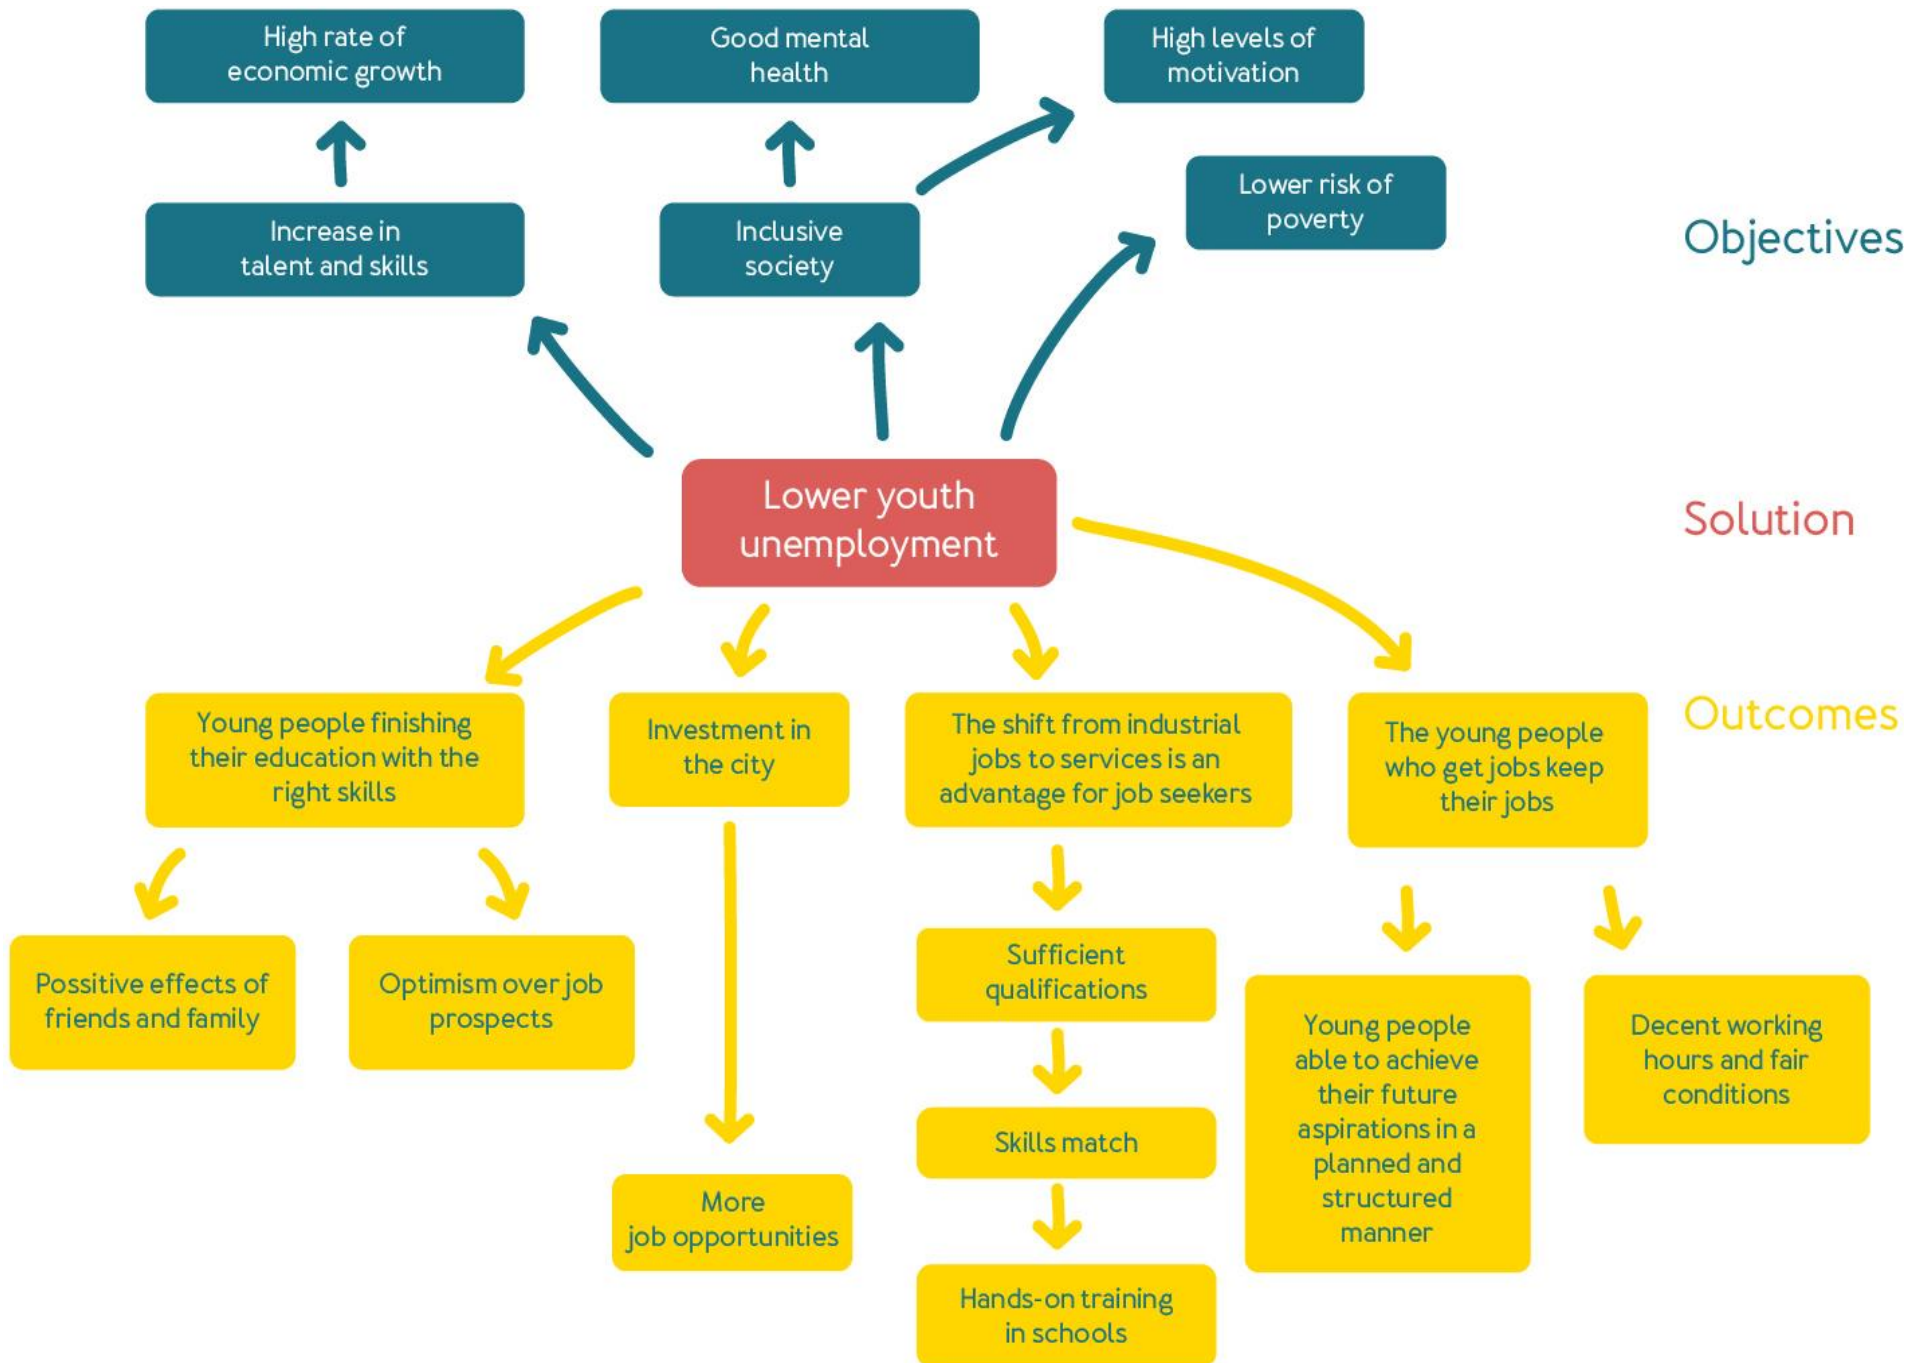 High rate of
economic growth
Good mental
health
High levels of
motivation
Lower risk of
poverty
Increase in
talent and skills
Inclusive
society
Objectives
Lower youth
unemployment
Solution
Outcomes
Young people finishing
their education with the
right skills
Investment in
the city
The shift from industrial
jobs to services is an
advantage for job seekers
The young people
who get jobs keep
their jobs
Possitive effects of
friends and family
Optimism over job
prospects
More
job opportunities
Sufficient
qualifications
Skills match
Hands-on training
in schools
Young people
able to achieve
their future
aspirations in a
planned and
structured
manner
Decent working
hours and fair
conditions